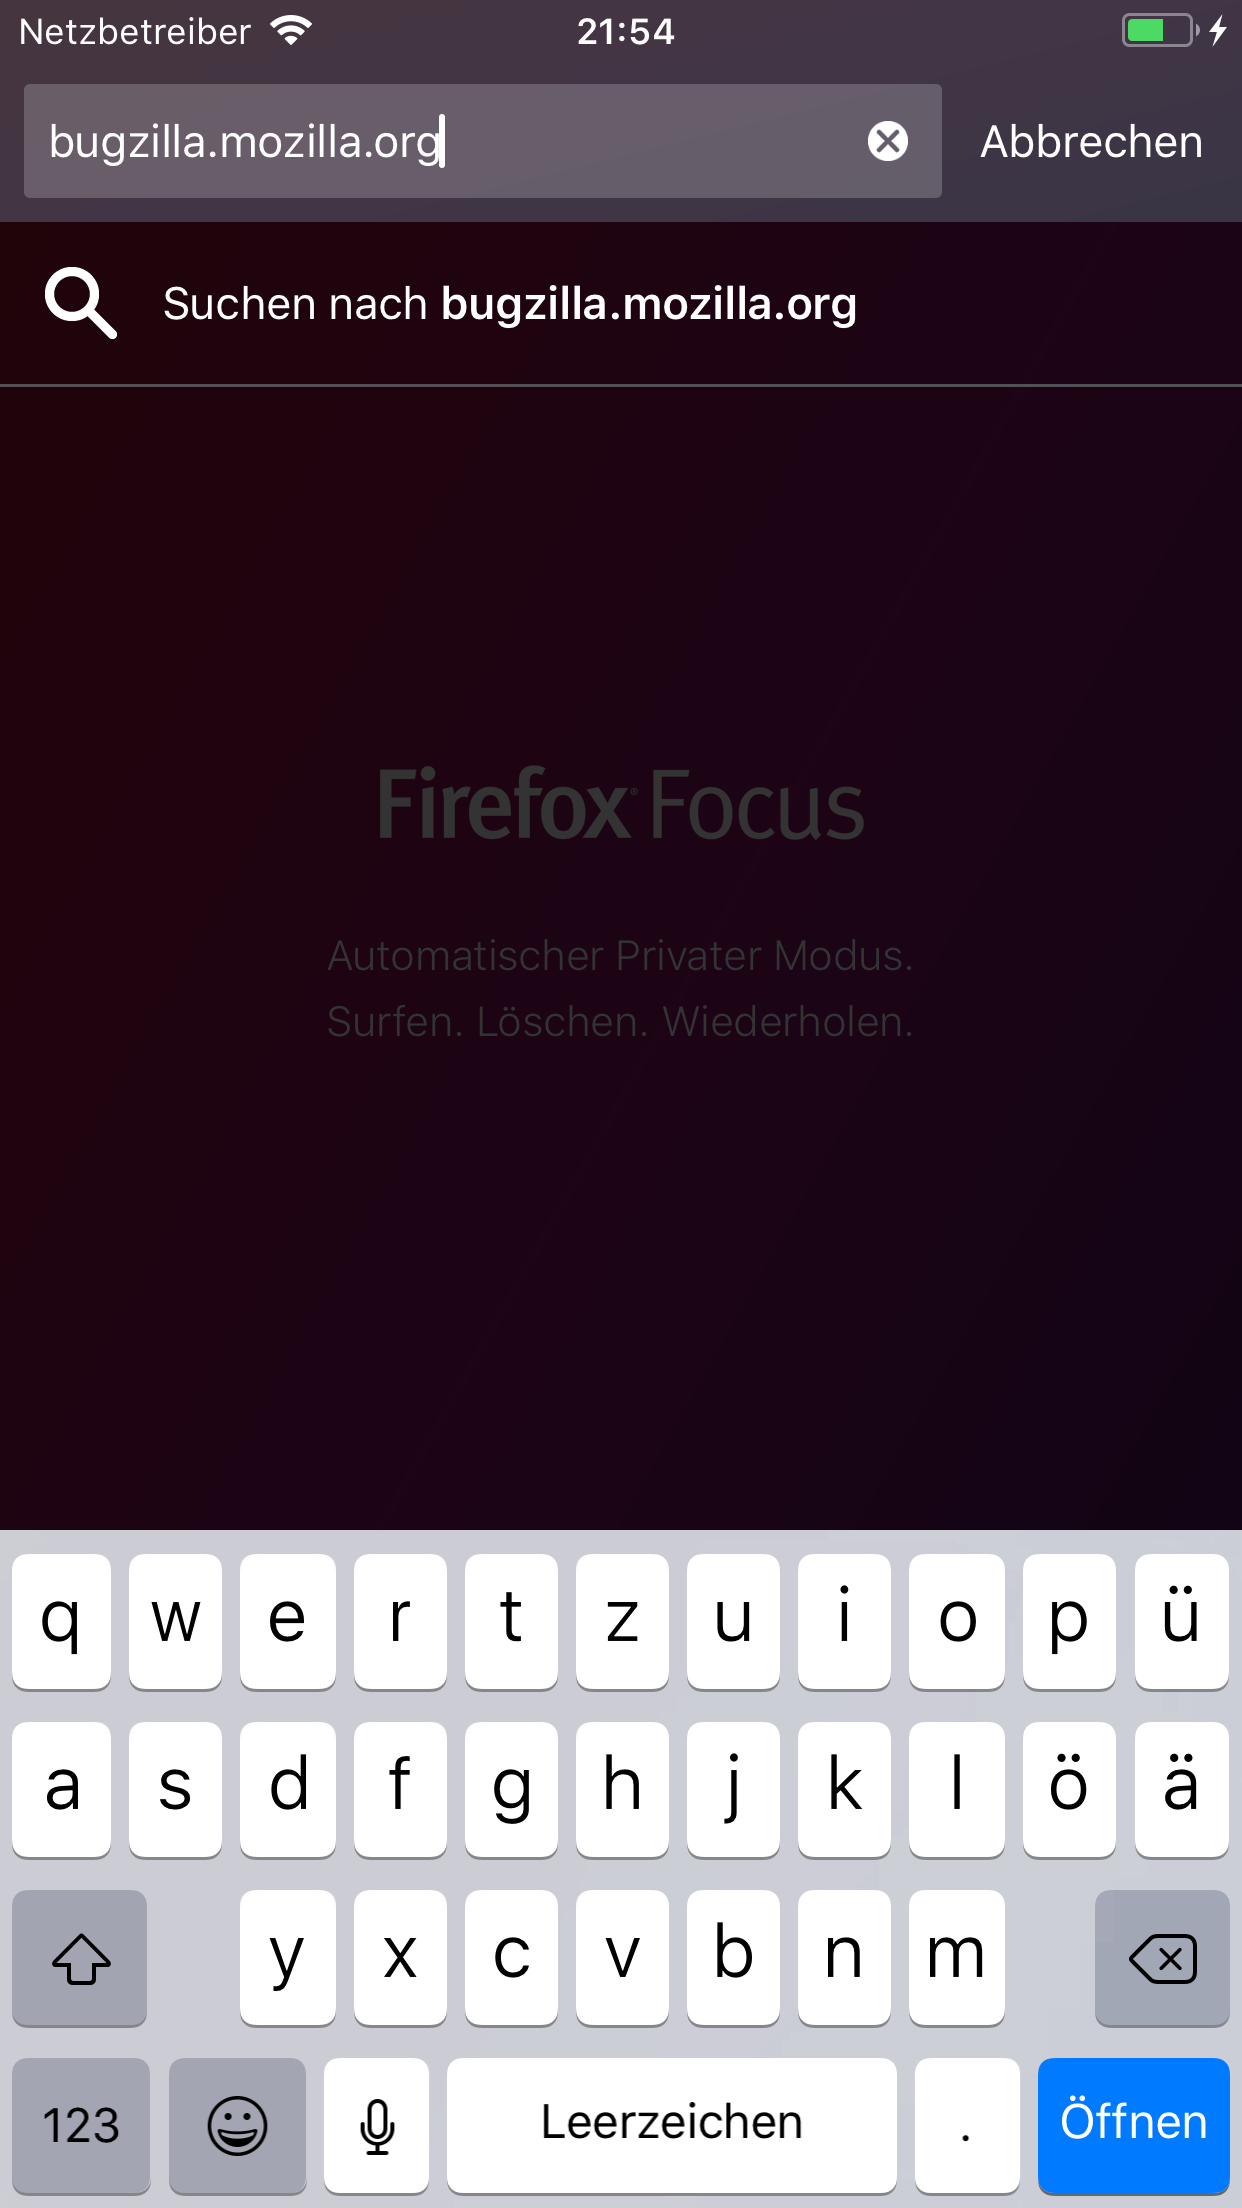 Netzbetreiber 21:54
bugzilla.mozilla.org Abbrechen
Suchen nach bugzilla.mozilla.org
Firefox® Focus
Automatischer Privater Modus.
Surfen. Löschen. Wiederholen.
q w e r t z u i o p ü
a s d f g h j k l ö ä
y x c v b n m
123 Leerzeichen . Öffnen